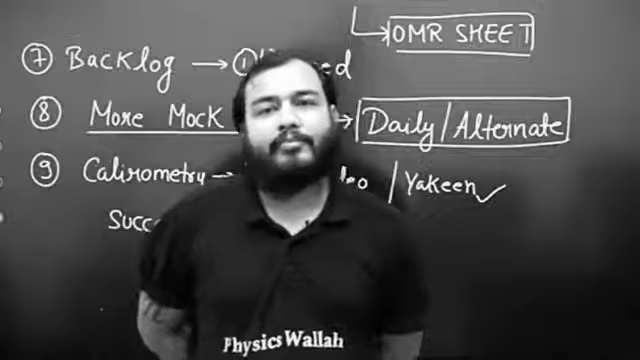 OMR SHEET
⑦ Backlog → ①
⑧ More Mock → Daily / Alternate
⑨ Calirometry → / Yakeen ✓
Physics Wallah